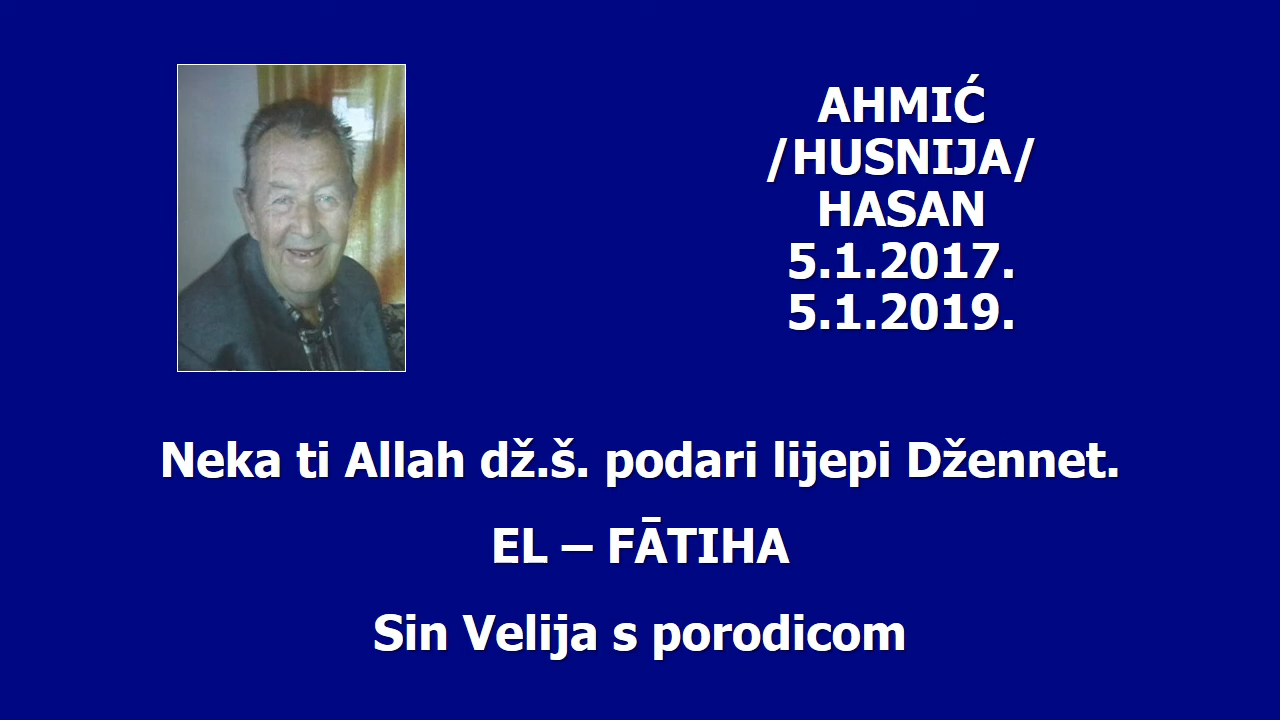 AHMIĆ
/HUSNIJA/
HASAN
5.1.2017.
5.1.2019.
Neka ti Allah dž.š. podari lijepi Džennet.
EL – FĀTIHA
Sin Velija s porodicom